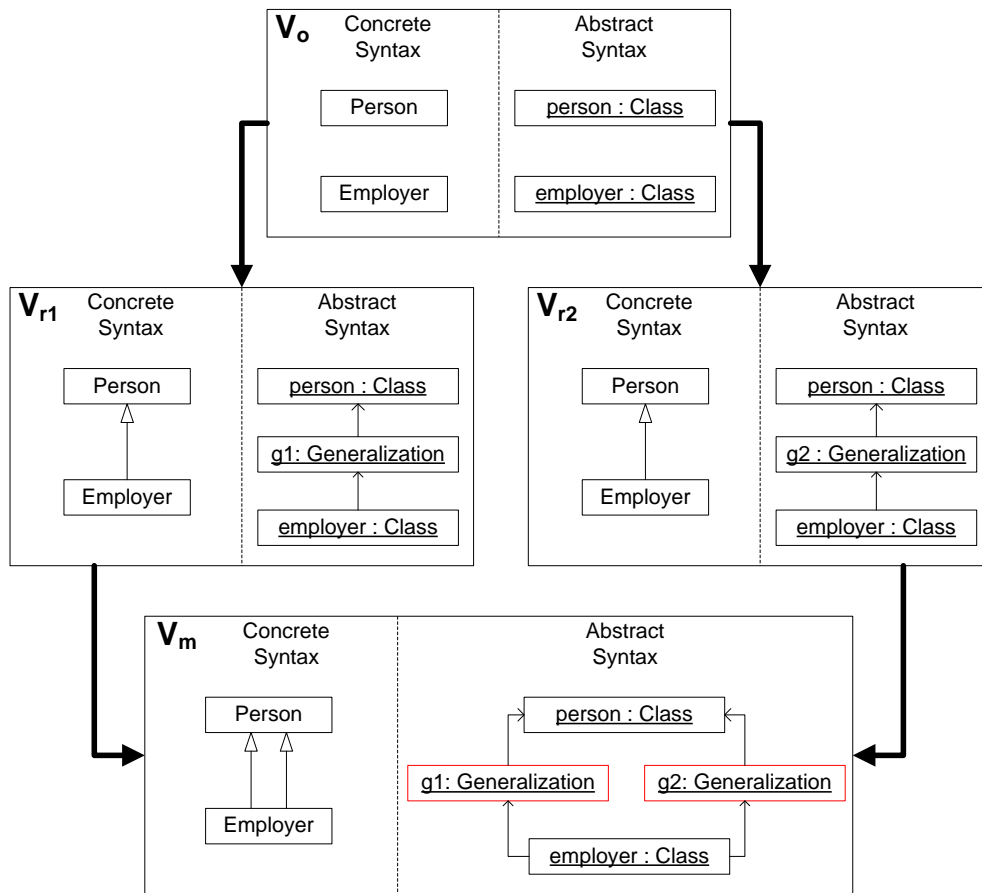 Vo
Concrete Syntax
Abstract Syntax
Person
person : Class
Employer
employer : Class
Vr1
Concrete Syntax
Abstract Syntax
Person
person : Class
g1: Generalization
Employer
employer : Class
Vr2
Concrete Syntax
Abstract Syntax
Person
person : Class
g2 : Generalization
Employer
employer : Class
Vm
Concrete Syntax
Abstract Syntax
Person
person : Class
g1: Generalization
g2: Generalization
Employer
employer : Class